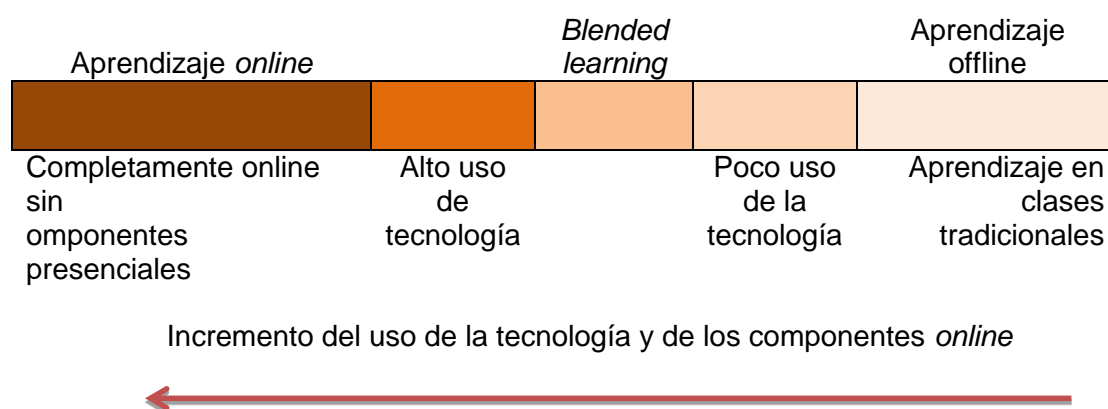 Aprendizaje online
Blended
learning
Aprendizaje
offline
Completamente online
sin
omponentes
presenciales
Alto uso
de
tecnología
Poco uso
de la
tecnología
Aprendizaje en
clases
tradicionales
Incremento del uso de la tecnología y de los componentes online